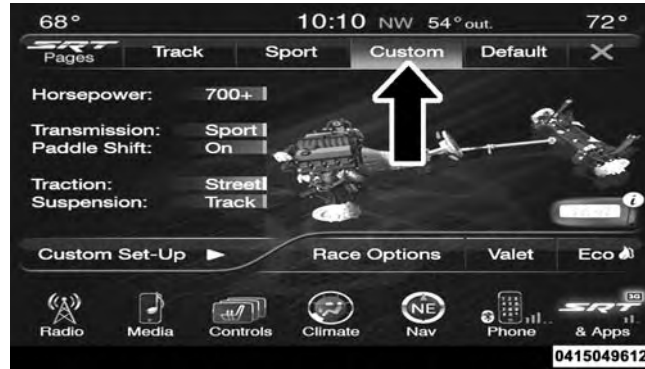 68° 10:10 NW 54° out. 72°
SRT Pages Track Sport Custom Default X
Horsepower: 700+
Transmission: Sport
Paddle Shift: On
Traction: Street
Suspension: Track
i
Custom Set-Up Race Options Valet Eco
NE 3G
Radio Media Controls Climate Nav Phone SRT & Apps
0415049612